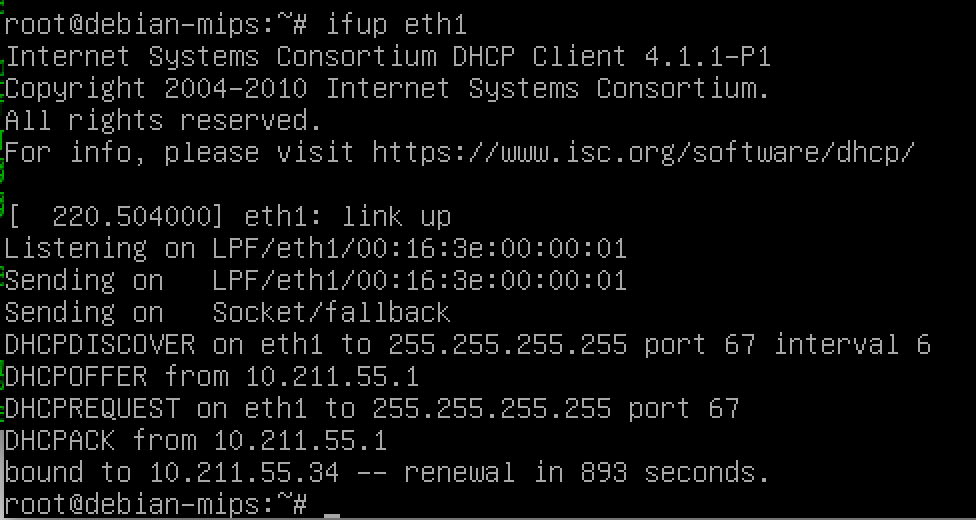 root@debian-mips:~# ifup eth1
Internet Systems Consortium DHCP Client 4.1.1-P1
Copyright 2004-2010 Internet Systems Consortium.
All rights reserved.
For info, please visit https://www.isc.org/software/dhcp/
[  220.504000] eth1: link up
Listening on LPF/eth1/00:16:3e:00:00:01
Sending on   LPF/eth1/00:16:3e:00:00:01
Sending on   Socket/fallback
DHCPDISCOVER on eth1 to 255.255.255.255 port 67 interval 6
DHCPOFFER from 10.211.55.1
DHCPREQUEST on eth1 to 255.255.255.255 port 67
DHCPACK from 10.211.55.1
bound to 10.211.55.34 -- renewal in 893 seconds.
root@debian-mips:~# _